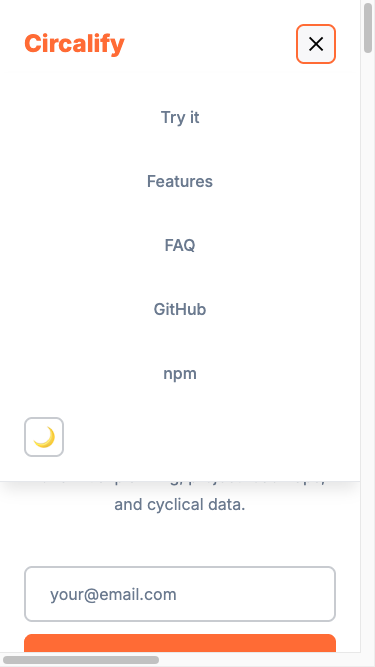 Circalify
Try it
Features
FAQ
GitHub
npm
and cyclical data.
your@email.com